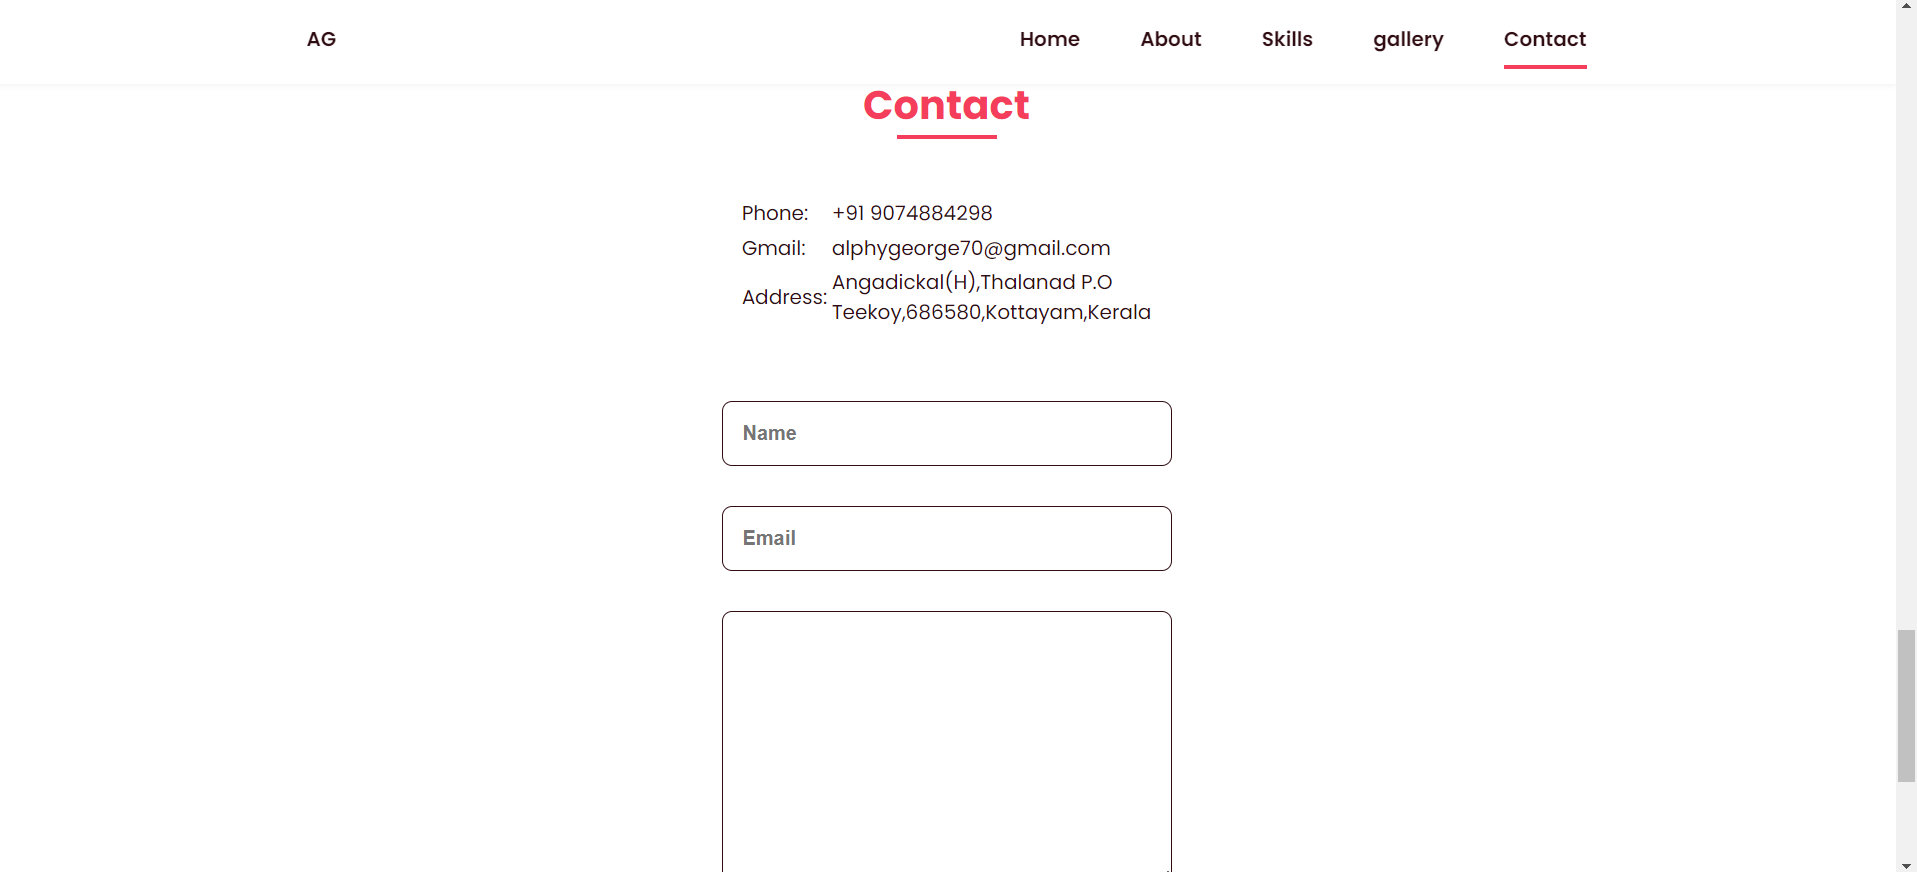 AG Home About Skills gallery Contact
Contact
Phone: +91 9074884298
Gmail: alphygeorge70@gmail.com
Address: Angadickal(H),Thalanad P.O
Teekoy,686580,Kottayam,Kerala
Name
Email